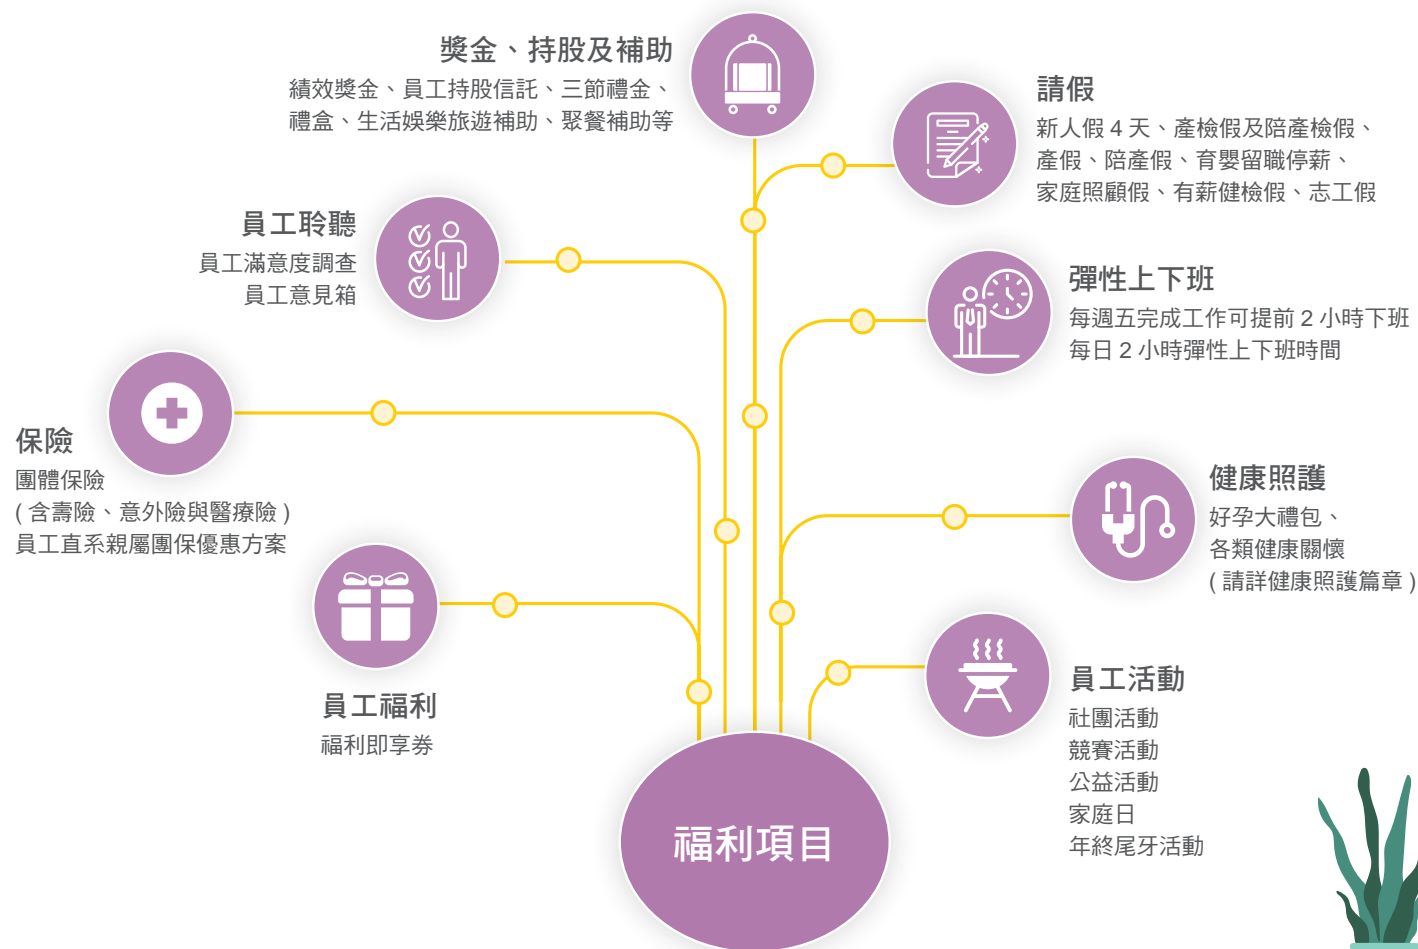 獎金、持股及補助
績效獎金、員工持股信託、三節禮金、
禮盒、生活娛樂旅遊補助、聚餐補助等
請假
新人假 4 天、產檢假及陪產檢假、
產假、陪產假、育嬰留職停薪、
家庭照顧假、有薪健檢假、志工假
員工聆聽
員工滿意度調查
員工意見箱
彈性上下班
每週五完成工作可提前 2 小時下班
每日 2 小時彈性上下班時間
保險
團體保險
( 含壽險、意外險與醫療險 )
員工直系親屬團保優惠方案
健康照護
好孕大禮包、
各類健康關懷
( 請詳健康照護篇章 )
員工福利
福利即享券
員工活動
社團活動
競賽活動
公益活動
家庭日
年終尾牙活動
福利項目